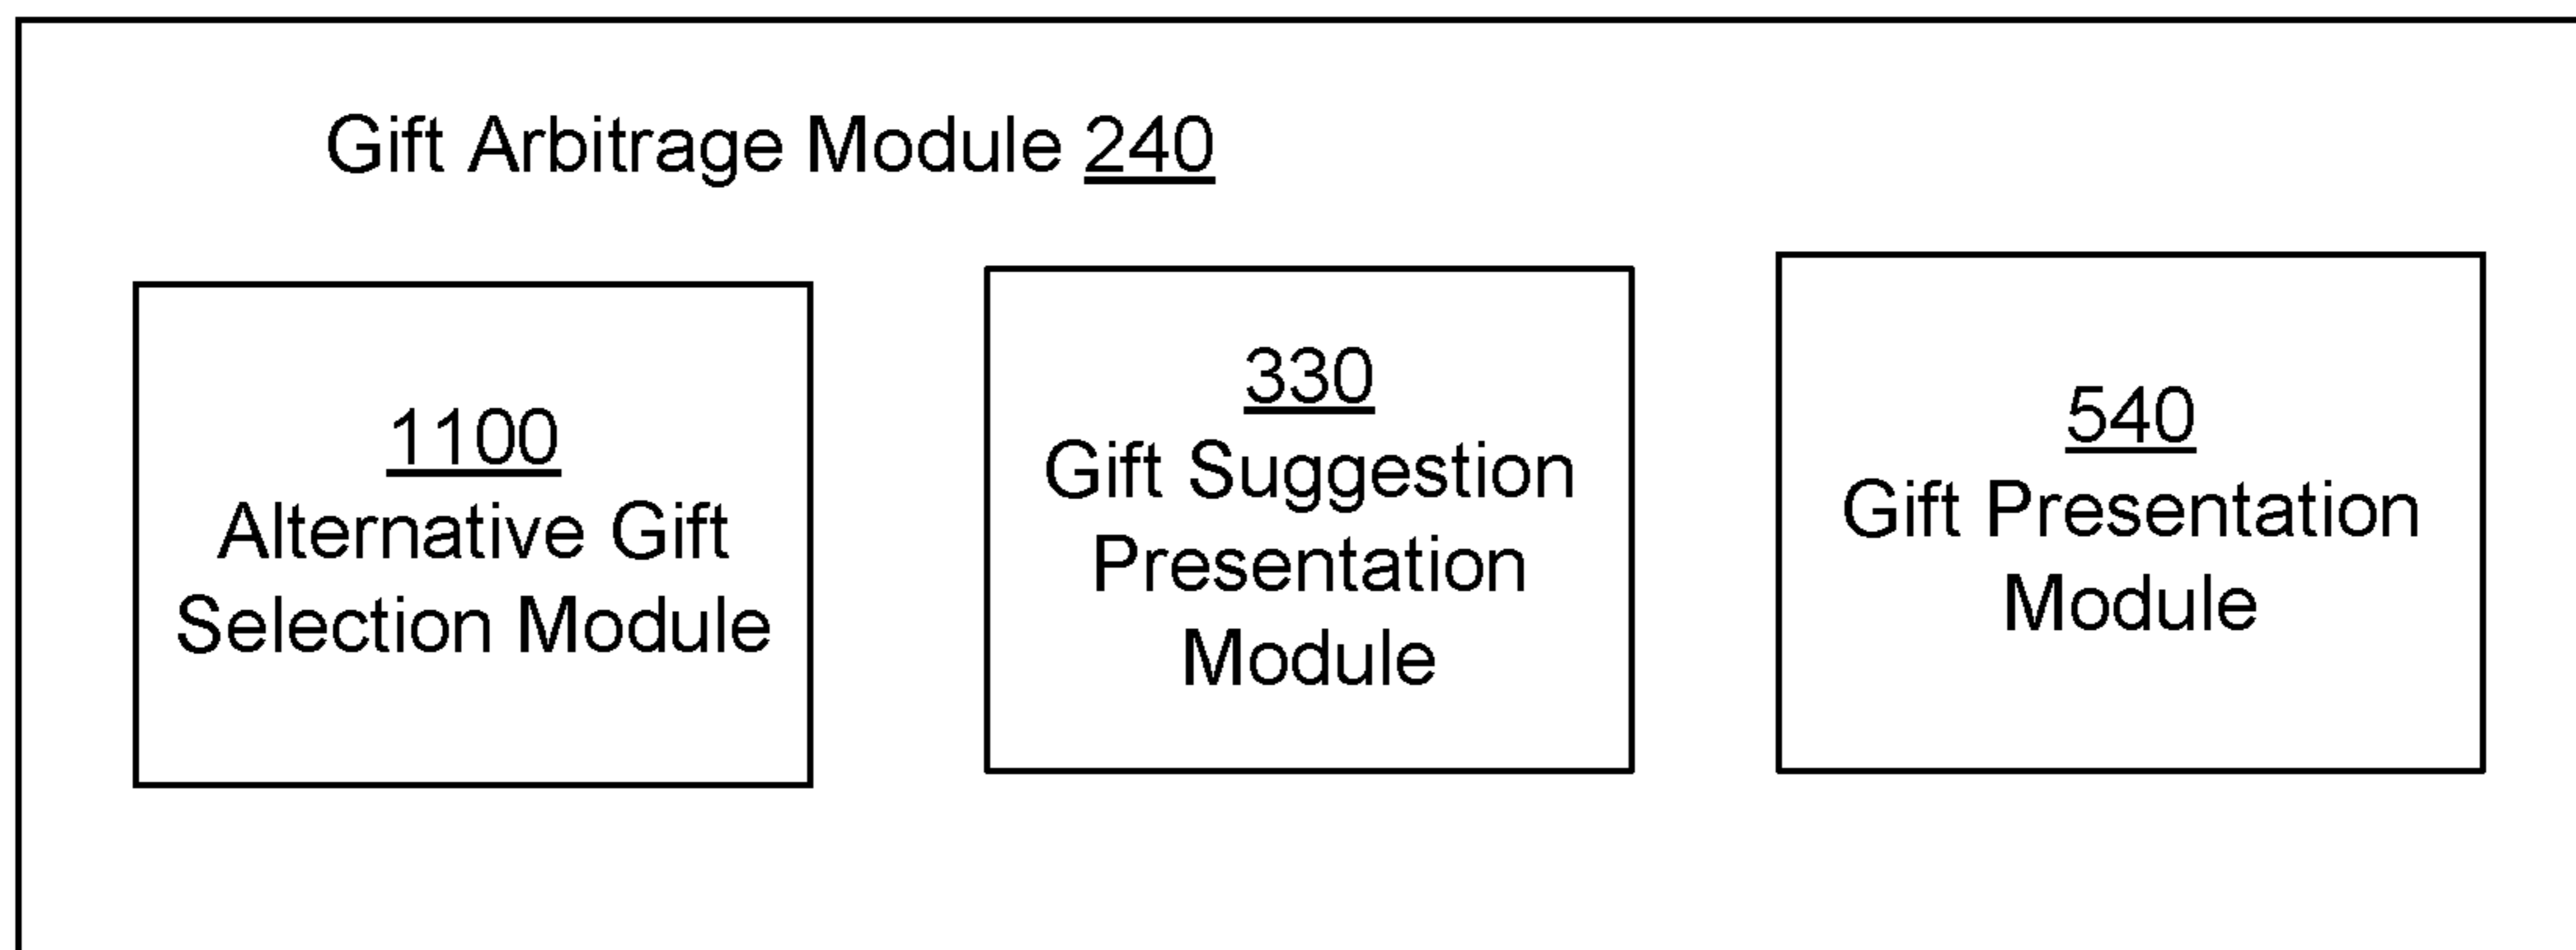 Gift Arbitrage Module 240
1100
Alternative Gift
Selection Module
330
Gift Suggestion
Presentation
Module
540
Gift Presentation
Module